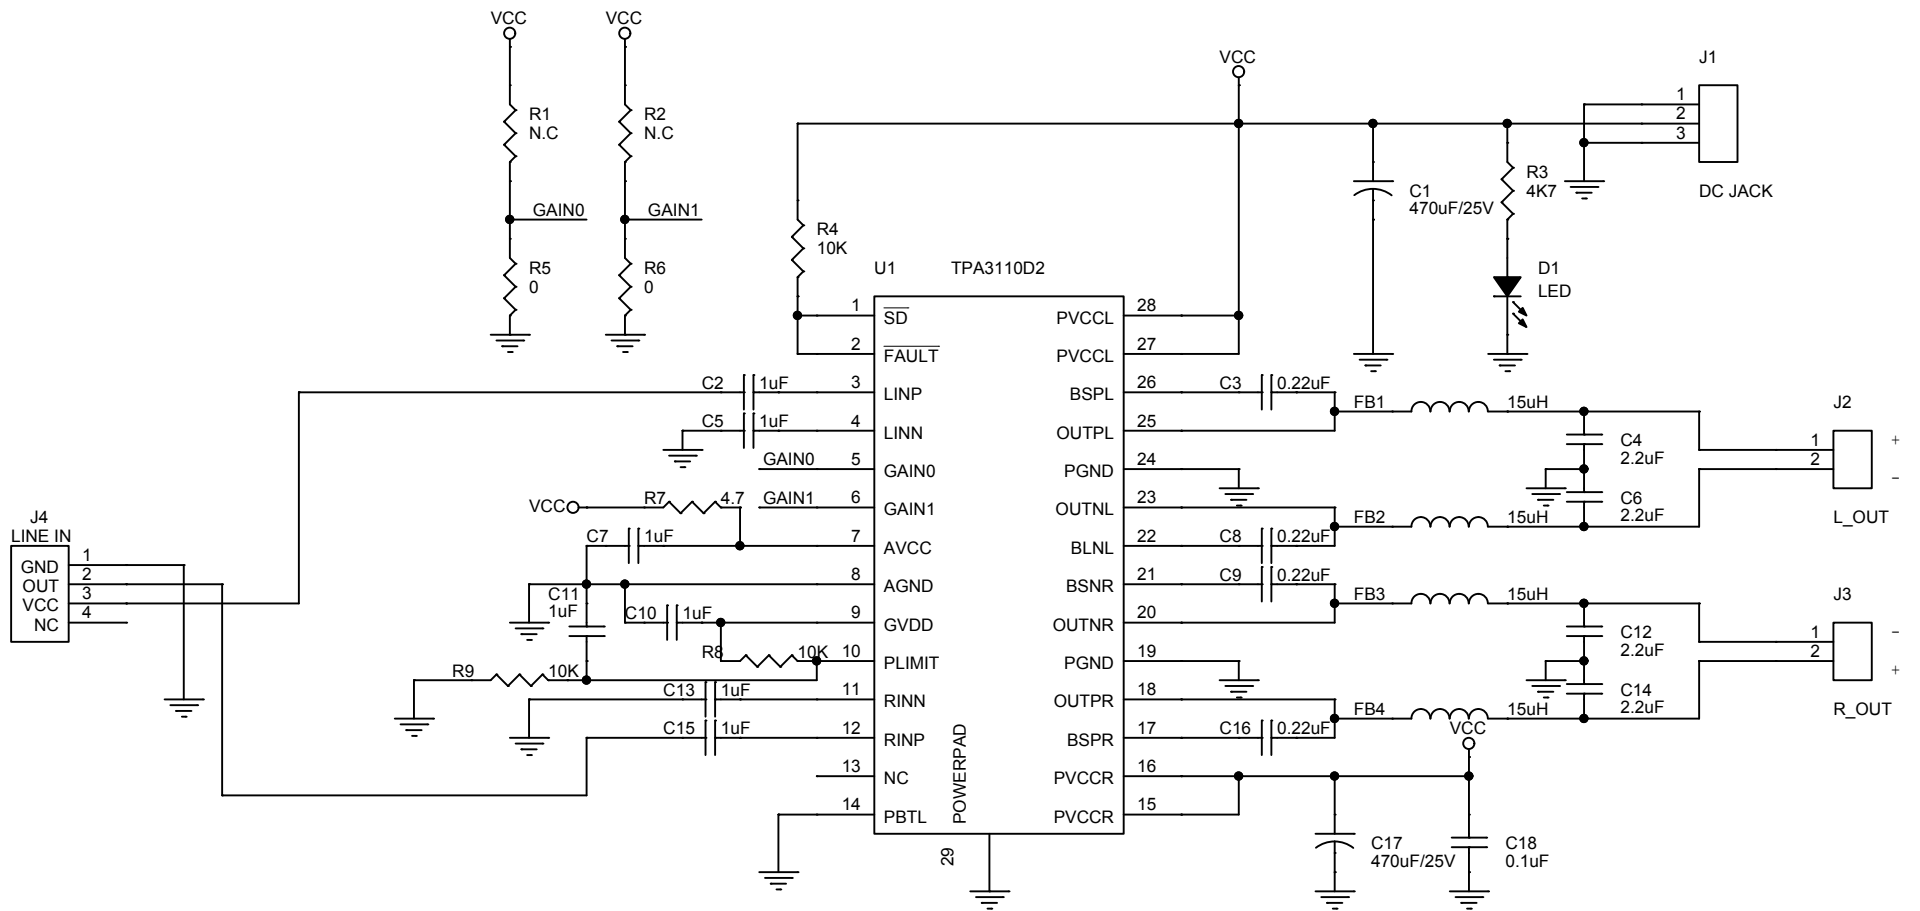 VCC
VCC
R1
N.C
R2
N.C
GAIN0
GAIN1
R5
0
R6
0
VCC
J1
1
2
3
DC JACK
R4
10K
C1
470uF/25V
R3
4K7
D1
LED
U1
TPA3110D2
1
SD
2
FAULT
3
LINP
4
LINN
5
GAIN0
6
GAIN1
7
AVCC
8
AGND
9
GVDD
10
PLIMIT
11
RINN
12
RINP
13
NC
14
PBTL
POWERPAD
29
PVCCL
28
PVCCL
27
BSPL
26
OUTPL
25
PGND
24
OUTNL
23
BLNL
22
BSNR
21
OUTNR
20
PGND
19
OUTPR
18
BSPR
17
PVCCR
16
PVCCR
15
C2
1uF
C5
1uF
GAIN0
VCC
R7
4.7
GAIN1
C7
1uF
C11
1uF
C10
1uF
R8
10K
R9
10K
C13
1uF
C15
1uF
J4
LINE IN
GND
1
OUT
2
VCC
3
NC
4
C3
0.22uF
FB1
15uH
C4
2.2uF
C6
2.2uF
FB2
15uH
C8
0.22uF
J2
1
2
+
-
L_OUT
C9
0.22uF
FB3
15uH
C12
2.2uF
C14
2.2uF
FB4
15uH
C16
0.22uF
J3
1
2
-
+
R_OUT
VCC
C17
470uF/25V
C18
0.1uF